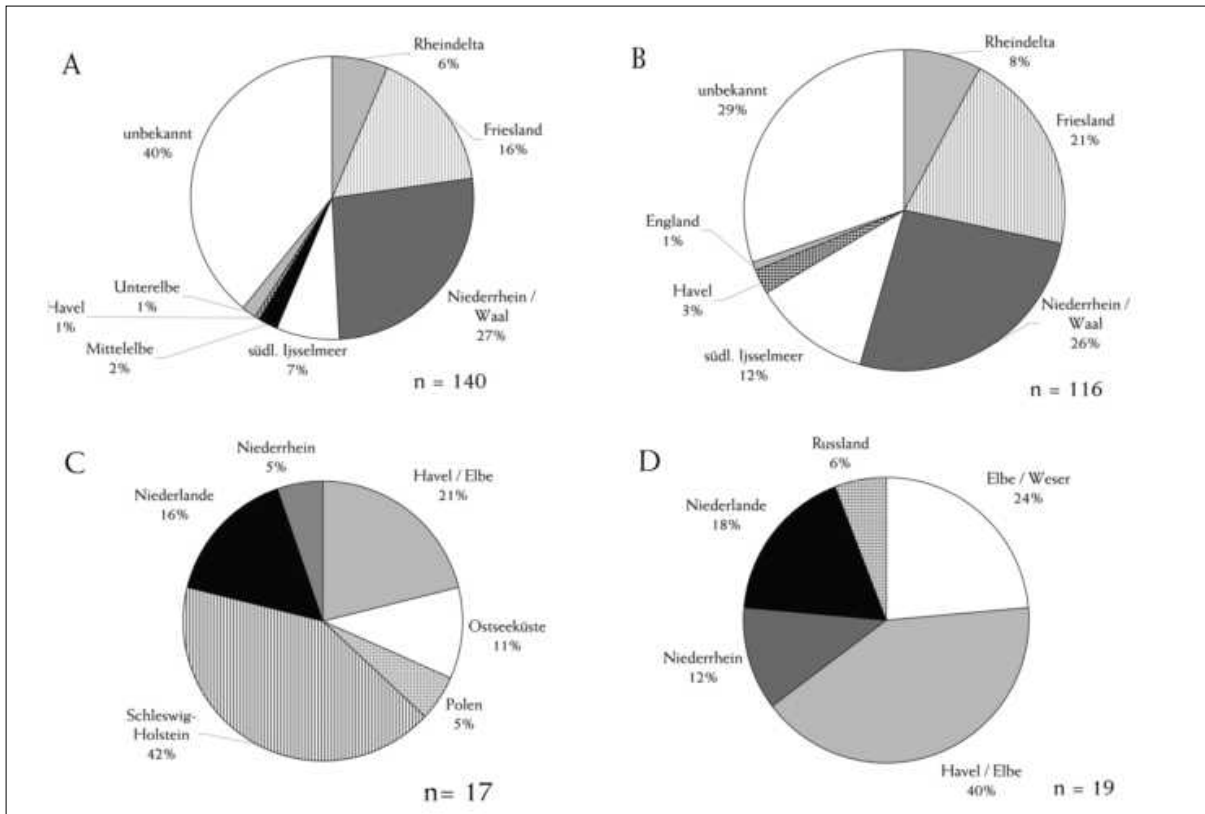 A
Rheindelta
6%
Friesland
16%
Niederrhein /
Waal
27%
südl. Ijsselmeer
7%
Mittelelbe
2%
Havel
1%
Unterelbe
1%
unbekannt
40%
n = 140
B
Rheindelta
8%
Friesland
21%
Niederrhein /
Waal
26%
südl. Ijsselmeer
12%
Havel
3%
England
1%
unbekannt
29%
n = 116
C
Havel / Elbe
21%
Ostseeküste
11%
Polen
5%
Schleswig-
Holstein
42%
Niederlande
16%
Niederrhein
5%
n= 17
D
Elbe / Weser
24%
Havel / Elbe
40%
Niederrhein
12%
Niederlande
18%
Russland
6%
n = 19